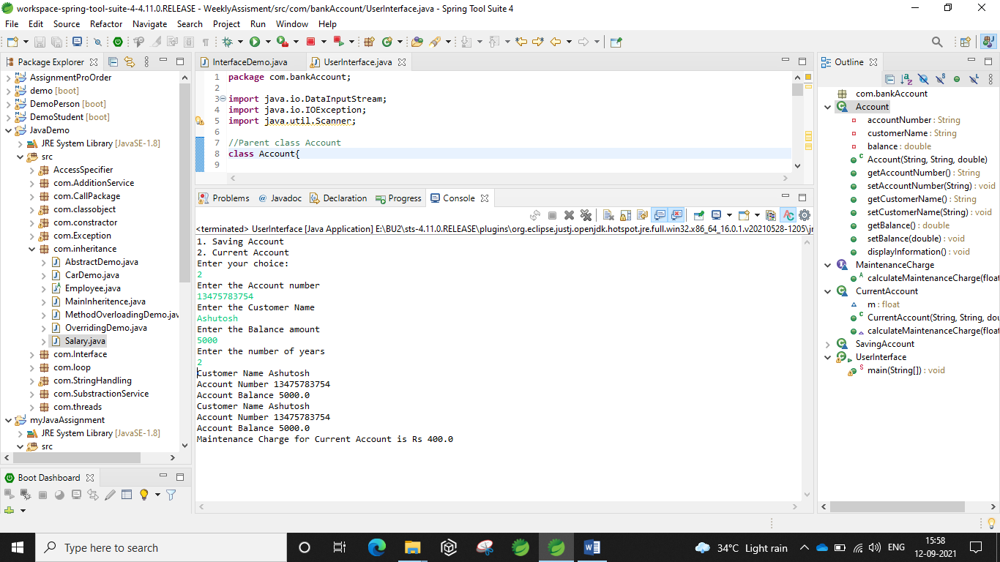 workspace-spring-tool-suite-4-4.11.0.RELEASE - WeeklyAssisment/src/com/bankAccount/UserInterface.java - Spring Tool Suite 4
File Edit Source Refactor Navigate Search Project Run Window Help
Package Explorer
AssignmentProOrder
demo [boot]
DemoPerson [boot]
DemoStudent [boot]
JavaDemo
JRE System Library [JavaSE-1.8]
src
AccessSpecifier
com.AdditionService
com.CallPackage
com.classobject
com.constractor
com.Exception
com.inheritance
AbstractDemo.java
CarDemo.java
Employee.java
MainInheritence.java
MethodOverloadingDemo.jav
OverridingDemo.java
Salary.java
com.Interface
com.loop
com.StringHandling
com.SubstractionService
com.threads
myJavaAssignment
JRE System Library [JavaSE-1.8]
src
Boot Dashboard
InterfaceDemo.java UserInterface.java
1 package com.bankAccount;
2
3 import java.io.DataInputStream;
4 import java.io.IOException;
5 import java.util.Scanner;
6
7 //Parent class Account
8 class Account{
9
Problems @ Javadoc Declaration Progress Console
<terminated> UserInterface [Java Application] E:\BU2\sts-4.11.0.RELEASE\plugins\org.eclipse.justj.openjdk.hotspot.jre.full.win32.x86_64_16.0.1.v20210528-1205\jr
1. Saving Account
2. Current Account
Enter your choice:
2
Enter the Account number
13475783754
Enter the Customer Name
Ashutosh
Enter the Balance amount
5000
Enter the number of years
2
Customer Name Ashutosh
Account Number 13475783754
Account Balance 5000.0
Customer Name Ashutosh
Account Number 13475783754
Account Balance 5000.0
Maintenance Charge for Current Account is Rs 400.0
Outline
com.bankAccount
Account
accountNumber : String
customerName : String
balance : double
Account(String, String, double)
getAccountNumber() : String
setAccountNumber(String) : void
getCustomerName() : String
setCustomerName(String) : void
getBalance() : double
setBalance(double) : void
displayInformation() : void
MaintenanceCharge
calculateMaintenanceCharge(float
CurrentAccount
m : float
CurrentAccount(String, String, dou
calculateMaintenanceCharge(float
SavingAccount
UserInterface
main(String[]) : void
Type here to search
34°C Light rain
ENG
15:58
12-09-2021